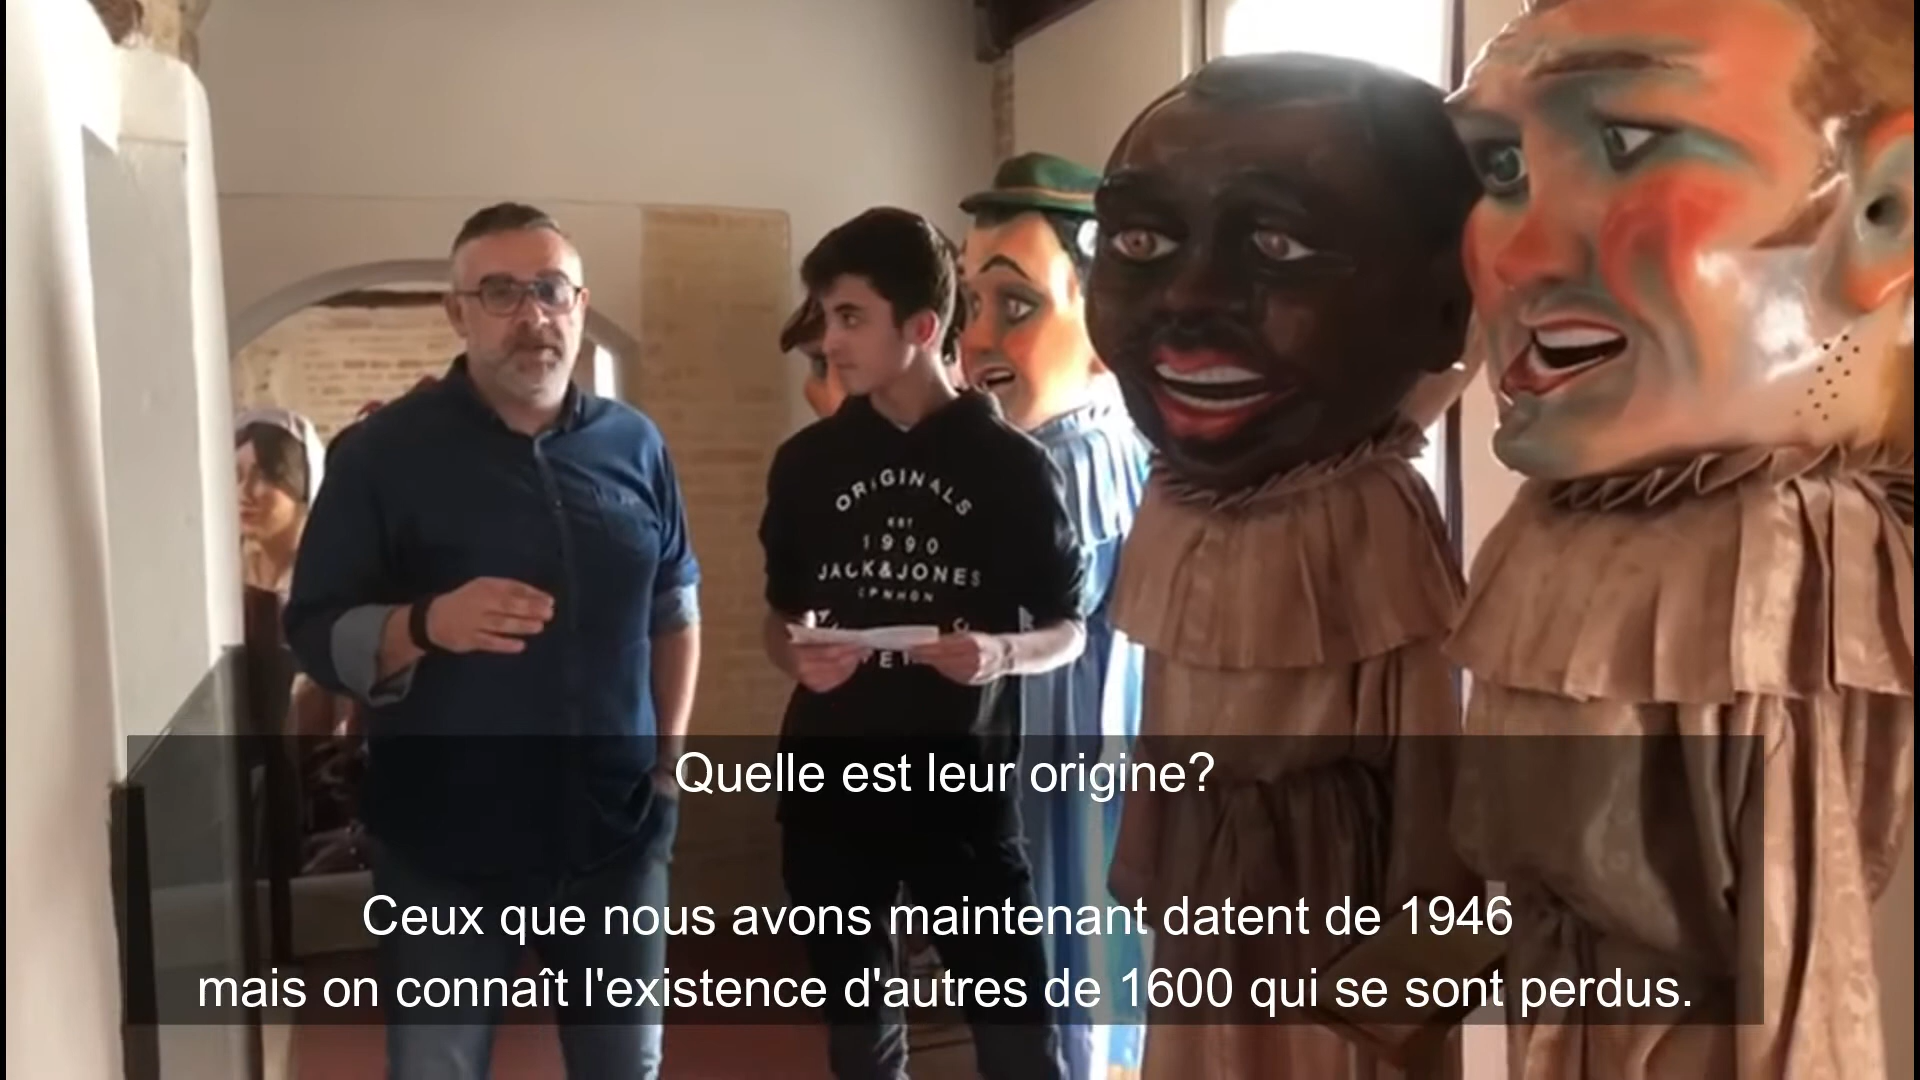 ORIGINALS
EST
1990
JACK&JONES
CPNHGN
Quelle est leur origine?
Ceux que nous avons maintenant datent de 1946
mais on connaît l'existence d'autres de 1600 qui se sont perdus.